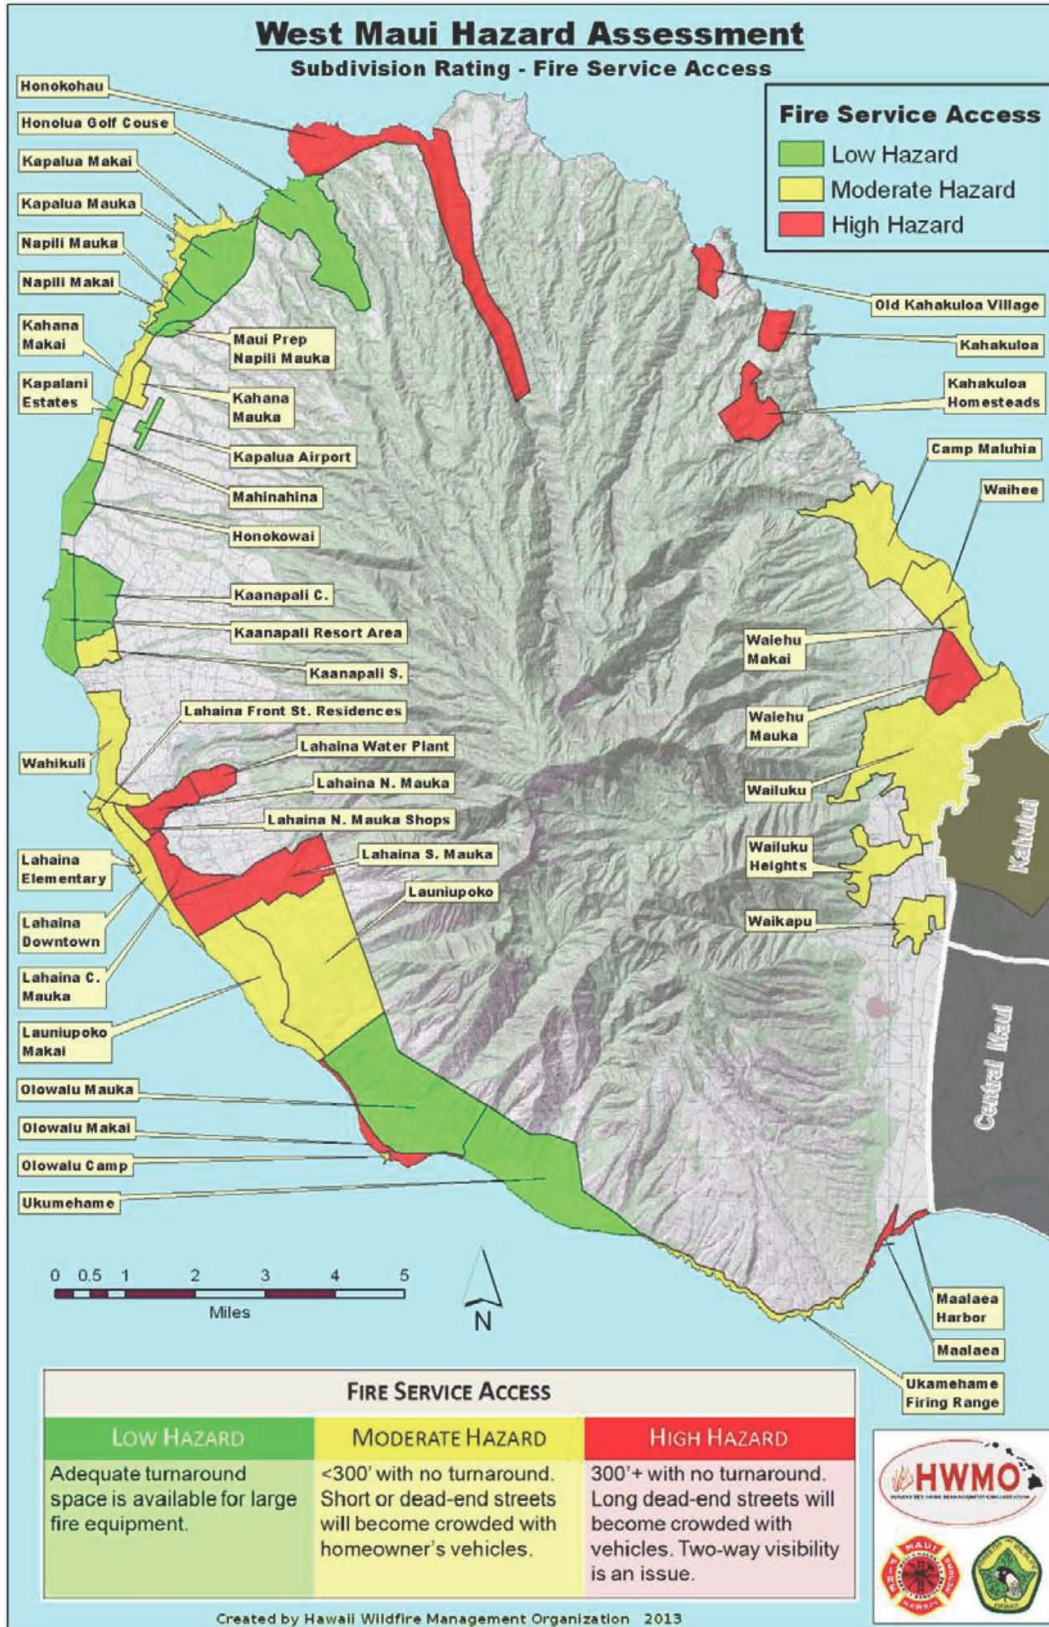 West Maui Hazard Assessment
Subdivision Rating - Fire Service Access
Fire Service Access
Low Hazard
Moderate Hazard
High Hazard
Honokohau
Honolua Golf Couse
Kapalua Makai
Kapalua Mauka
Napili Mauka
Napili Makai
Kahana
Makai
Kapalani
Estates
Maui Prep
Napili Mauka
Kahana
Mauka
Kapalua Airport
Mahinahina
Honokowai
Kaanapali C.
Kaanapali Resort Area
Kaanapali S.
Lahaina Front St. Residences
Lahaina Water Plant
Wahikuli
Lahaina N. Mauka
Lahaina N. Mauka Shops
Lahaina S. Mauka
Lahaina
Elementary
Launiupoko
Lahaina
Downtown
Lahaina C.
Mauka
Launiupoko
Makai
Olowalu Mauka
Olowalu Makai
Olowalu Camp
Ukumehame
Old Kahakuloa Village
Kahakuloa
Kahakuloa
Homesteads
Camp Maluhia
Waihee
Waiehu
Makai
Waiehu
Mauka
Wailuku
Wailuku
Heights
Waikapu
Kahului
Central Maui
Maalaea
Harbor
Maalaea
Ukamehame
Firing Range
0 0.5 1 2 3 4 5
Miles
N
FIRE SERVICE ACCESS
LOW HAZARD
Adequate turnaround
space is available for large
fire equipment.
MODERATE HAZARD
<300' with no turnaround.
Short or dead-end streets
will become crowded with
homeowner's vehicles.
HIGH HAZARD
300'+ with no turnaround.
Long dead-end streets will
become crowded with
vehicles. Two-way visibility
is an issue.
HWMO
MAUI
FIRE
HAWAII
Created by Hawaii Wildfire Management Organization 2013